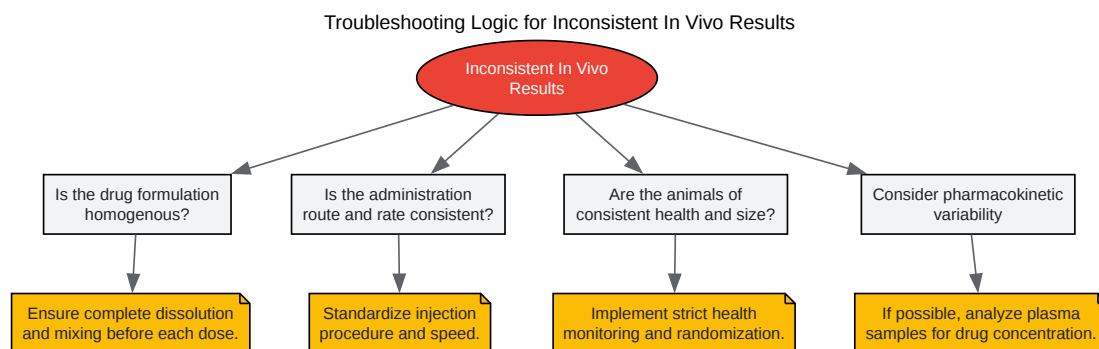 Troubleshooting Logic for Inconsistent In Vivo Results
Inconsistent In Vivo
Results
Is the drug formulation
homogenous?
Is the administration
route and rate consistent?
Are the animals of
consistent health and size?
Consider pharmacokinetic
variability
Ensure complete dissolution
and mixing before each dose.
Standardize injection
procedure and speed.
Implement strict health
monitoring and randomization.
If possible, analyze plasma
samples for drug concentration.